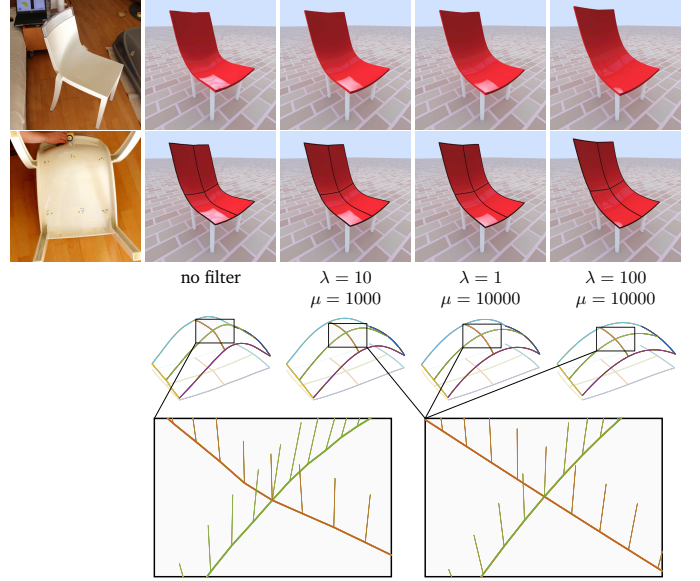 no filter
λ = 10
μ = 1000
λ = 1
μ = 10000
λ = 100
μ = 10000